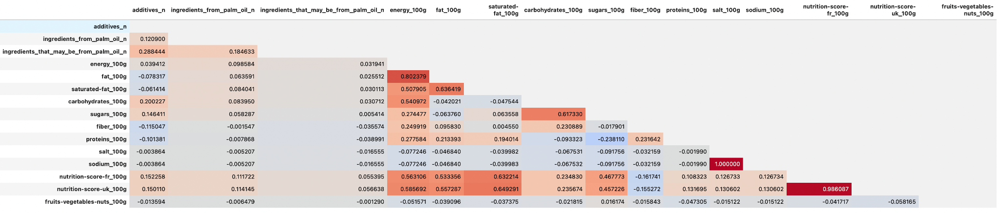 additives_n ingredients_from_palm_oil_n ingredients_that_may_be_from_palm_oil_n energy_100g fat_100g saturated-fat_100g carbohydrates_100g sugars_100g fiber_100g proteins_100g salt_100g sodium_100g nutrition-score-fr_100g nutrition-score-uk_100g fruits-vegetables-nuts_100g
additives_n
ingredients_from_palm_oil_n 0.120900
ingredients_that_may_be_from_palm_oil_n 0.288444 0.184633
energy_100g 0.039412 0.098584 0.031941
fat_100g -0.078317 0.063591 0.025512 0.802379
saturated-fat_100g -0.061414 0.084041 0.030113 0.507905 0.636419
carbohydrates_100g 0.200227 0.083950 0.030712 0.540972 -0.042021 -0.047544
sugars_100g 0.146411 0.058287 0.005414 0.274477 -0.063760 0.063558 0.617330
fiber_100g -0.115047 -0.001547 -0.035574 0.249919 0.095830 0.004550 0.230889 -0.017901
proteins_100g -0.101381 -0.007868 -0.038991 0.277584 0.213393 0.194014 -0.093323 -0.238110 0.231642
salt_100g -0.003864 -0.005207 -0.016555 -0.077246 -0.046840 -0.039982 -0.067531 -0.091756 -0.032159 -0.001990
sodium_100g -0.003864 -0.005207 -0.016555 -0.077246 -0.046840 -0.039983 -0.067532 -0.091756 -0.032159 -0.001990 1.000000
nutrition-score-fr_100g 0.152258 0.111722 0.055395 0.563106 0.533356 0.632214 0.234830 0.467773 -0.161741 0.108323 0.126733 0.126734
nutrition-score-uk_100g 0.150110 0.114145 0.056638 0.585692 0.557287 0.649291 0.235674 0.457226 -0.155272 0.131695 0.130602 0.130602 0.986087
fruits-vegetables-nuts_100g -0.013594 -0.006479 -0.001290 -0.051571 -0.039096 -0.037375 -0.021815 0.016174 -0.015843 -0.047305 -0.015122 -0.015122 -0.041717 -0.058165